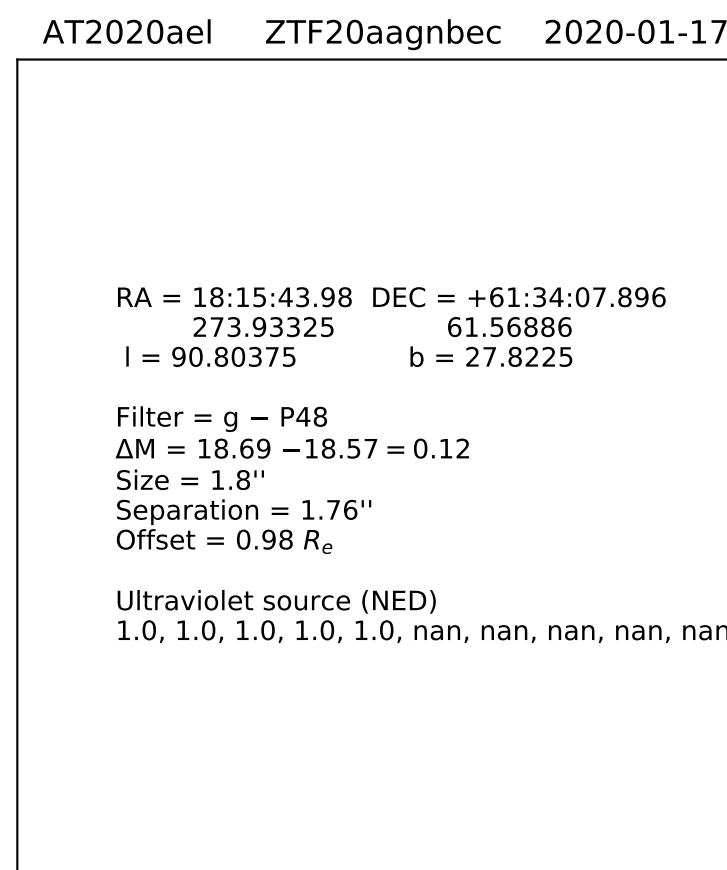 AT2020ael ZTF20aagnbec 2020-01-17
RA = 18:15:43.98 DEC = +61:34:07.896
273.93325 61.56886
l = 90.80375 b = 27.8225
Filter = g − P48
ΔM = 18.69 −18.57 = 0.12
Size = 1.8''
Separation = 1.76''
Offset = 0.98 Rₑ
Ultraviolet source (NED)
1.0, 1.0, 1.0, 1.0, 1.0, nan, nan, nan, nan, nan